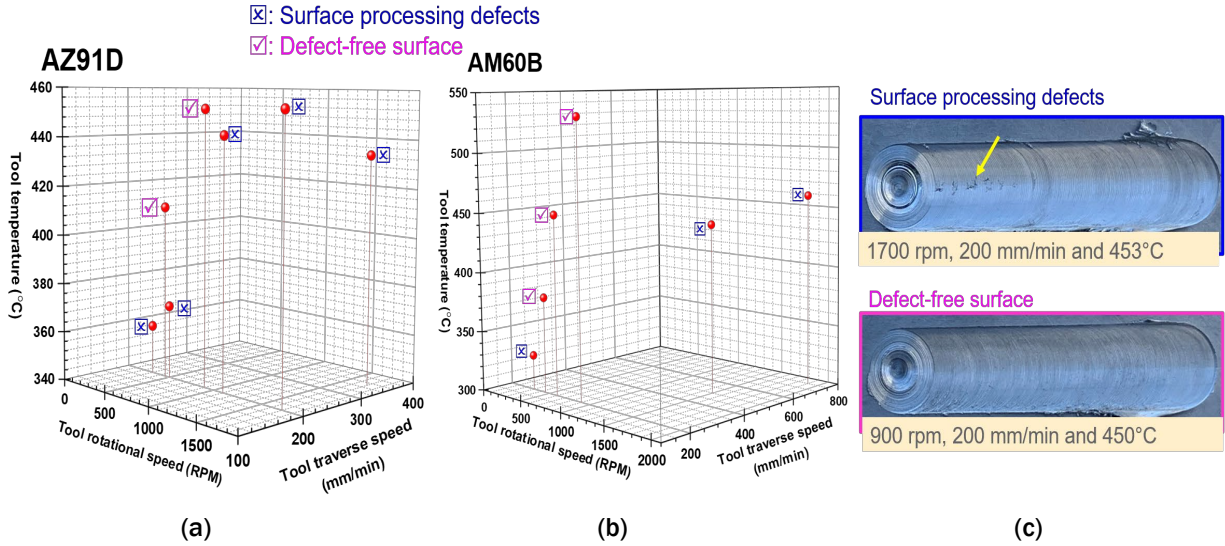 ☒: Surface processing defects
☑: Defect-free surface
AZ91D
460
440
420
400
380
360
340
Tool temperature (°C)
0
500
1000
1500
100
Tool rotational speed (RPM)
200
300
400
Tool traverse speed
(mm/min)
(a)
AM60B
550
500
450
400
350
300
Tool temperature (°C)
0
500
1000
1500
2000
Tool rotational speed (RPM)
200
400
600
800
Tool traverse speed
(mm/min)
(b)
Surface processing defects
1700 rpm, 200 mm/min and 453°C
Defect-free surface
900 rpm, 200 mm/min and 450°C
(c)